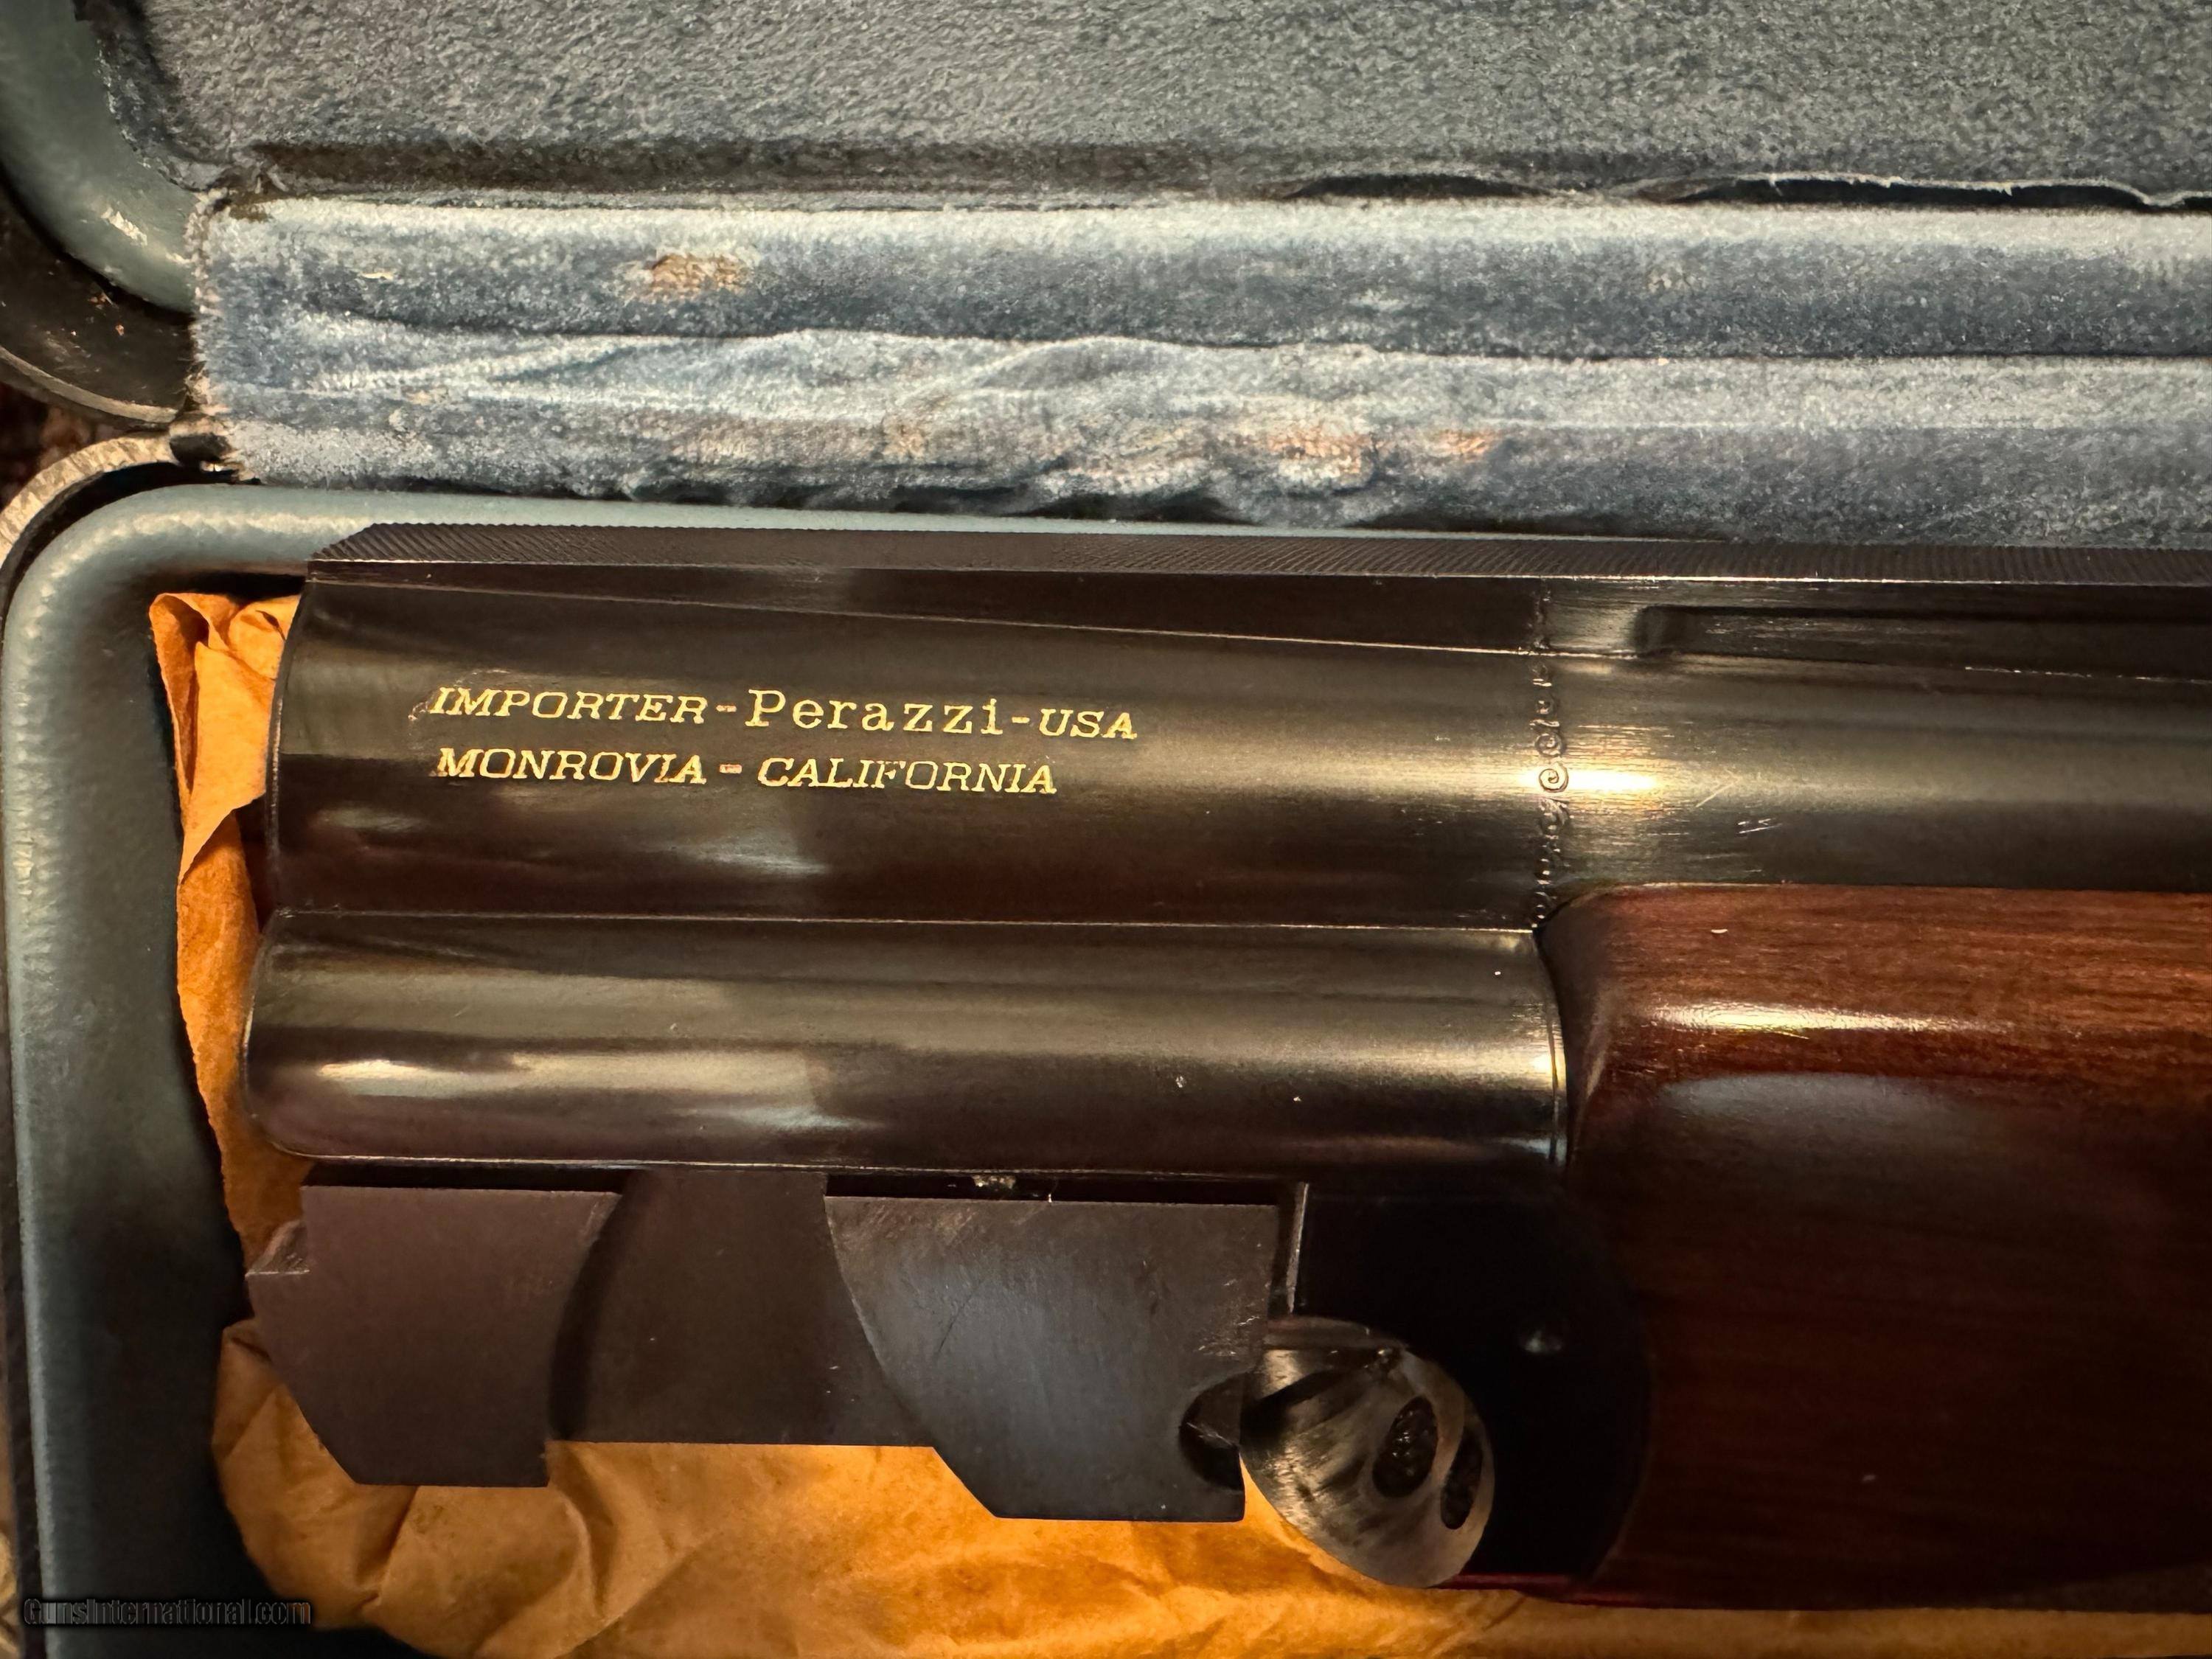 IMPORTER-Perazzi-USA
MONROVIA-CALIFORNIA
GunsInternational.com